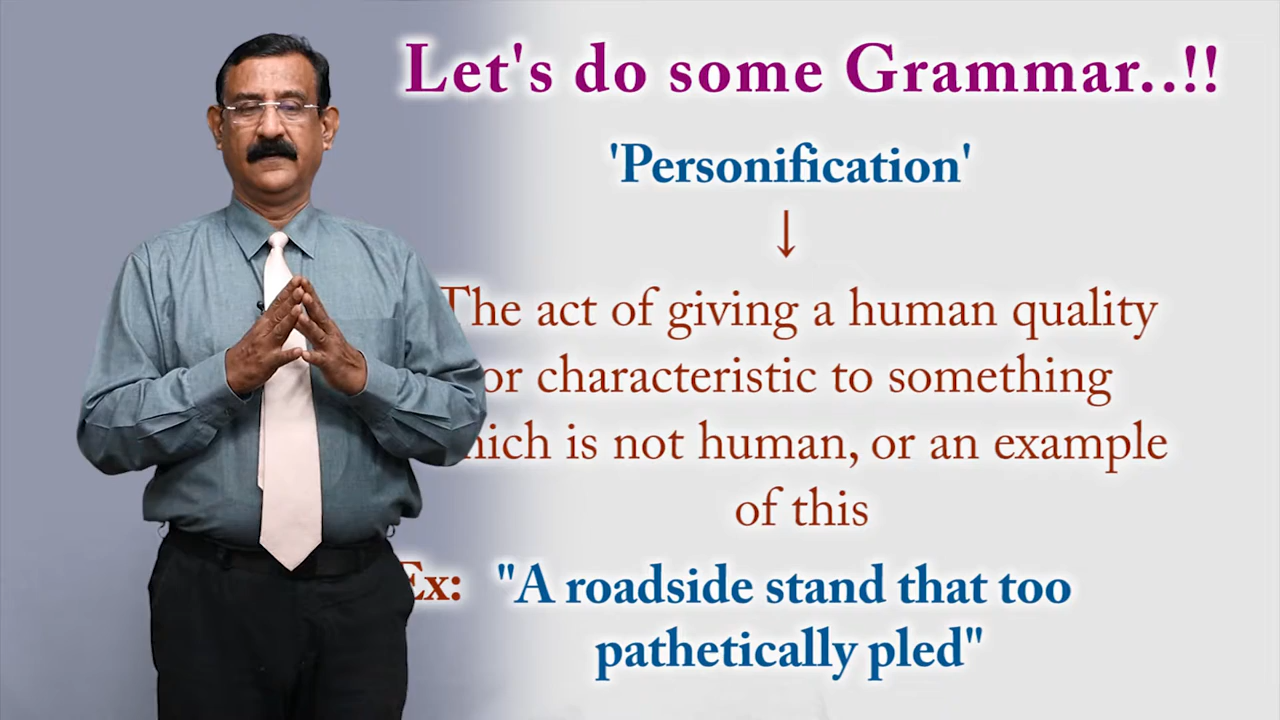 Let's do some Grammar..!!
'Personification'
↓
The act of giving a human quality
or characteristic to something
which is not human, or an example
of this
Ex: "A roadside stand that too
pathetically pled"